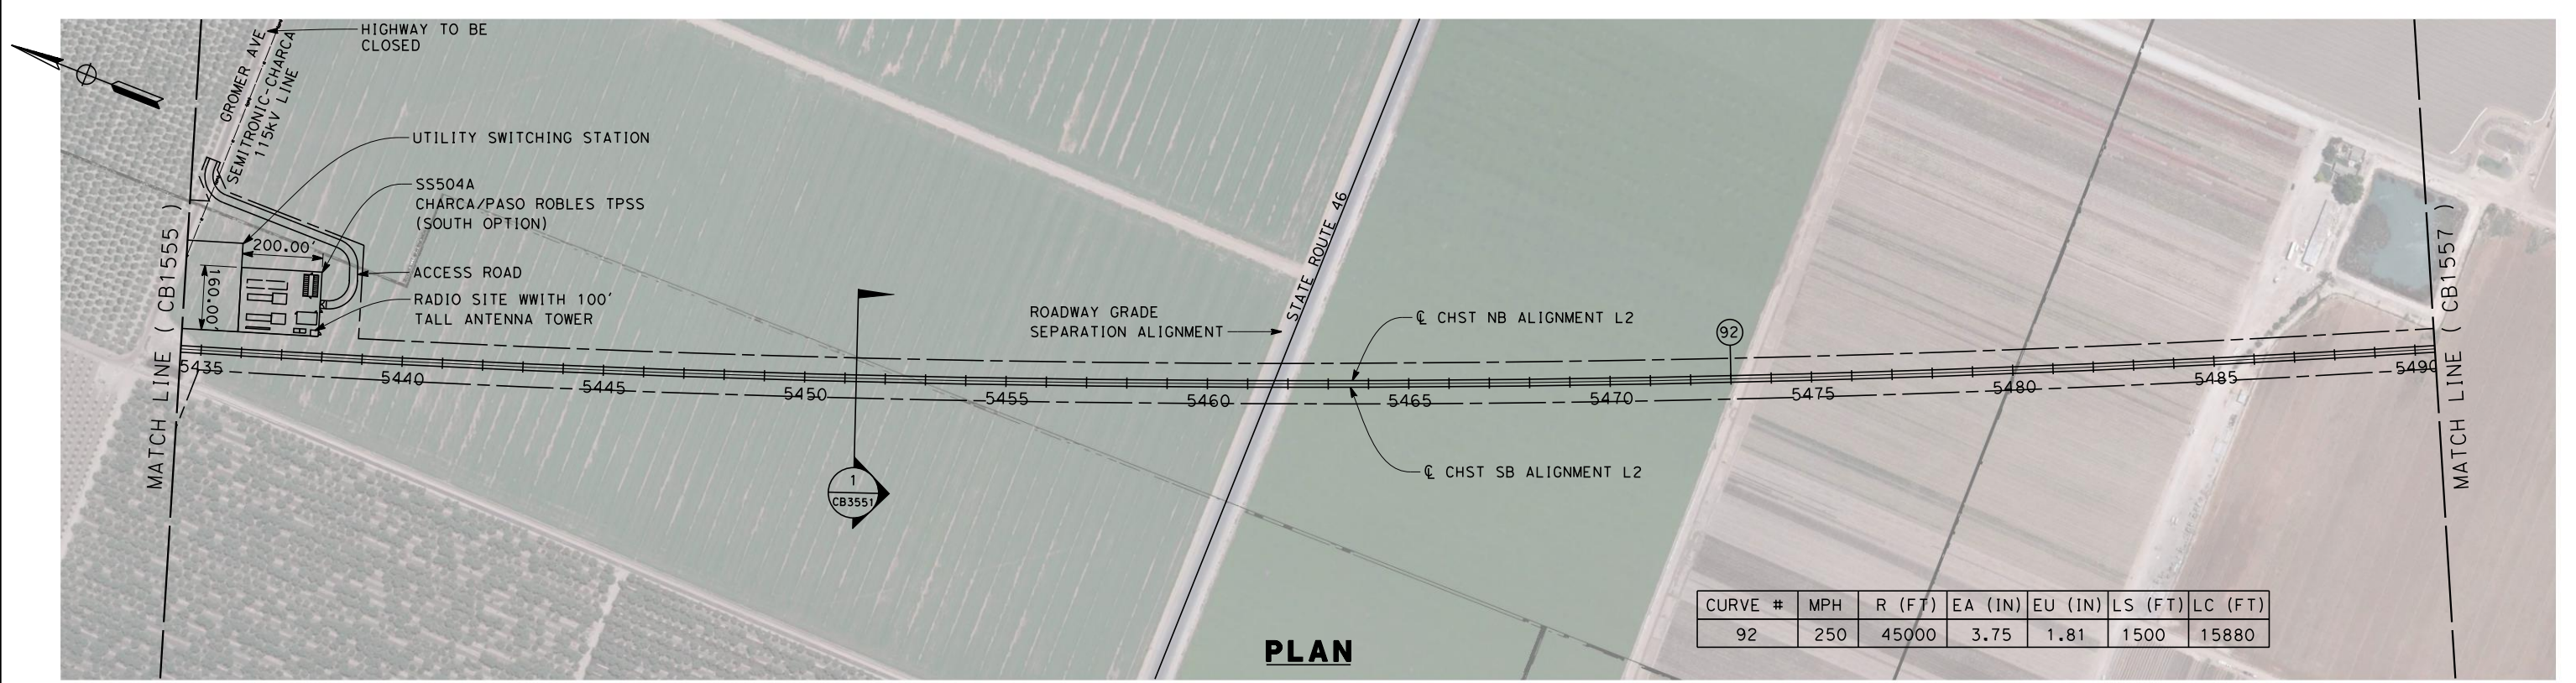 HIGHWAY TO BE
CLOSED
GROMER AVE
SEMITRONIC-CHARCA
115kV LINE
UTILITY SWITCHING STATION
SS504A
CHARCA/PASO ROBLES TPSS
(SOUTH OPTION)
200.00'
160.00'
ACCESS ROAD
RADIO SITE WWITH 100'
TALL ANTENNA TOWER
MATCH LINE ( CB1555 )
STATE ROUTE 46
ROADWAY GRADE
SEPARATION ALIGNMENT
℄ CHST NB ALIGNMENT L2
92
MATCH LINE ( CB1557 )
5435
5440
5445
5450
5455
5460
5465
5470
5475
5480
5485
5490
℄ CHST SB ALIGNMENT L2
1
CB3551
CURVE # MPH R (FT) EA (IN) EU (IN) LS (FT) LC (FT)
92 250 45000 3.75 1.81 1500 15880
PLAN